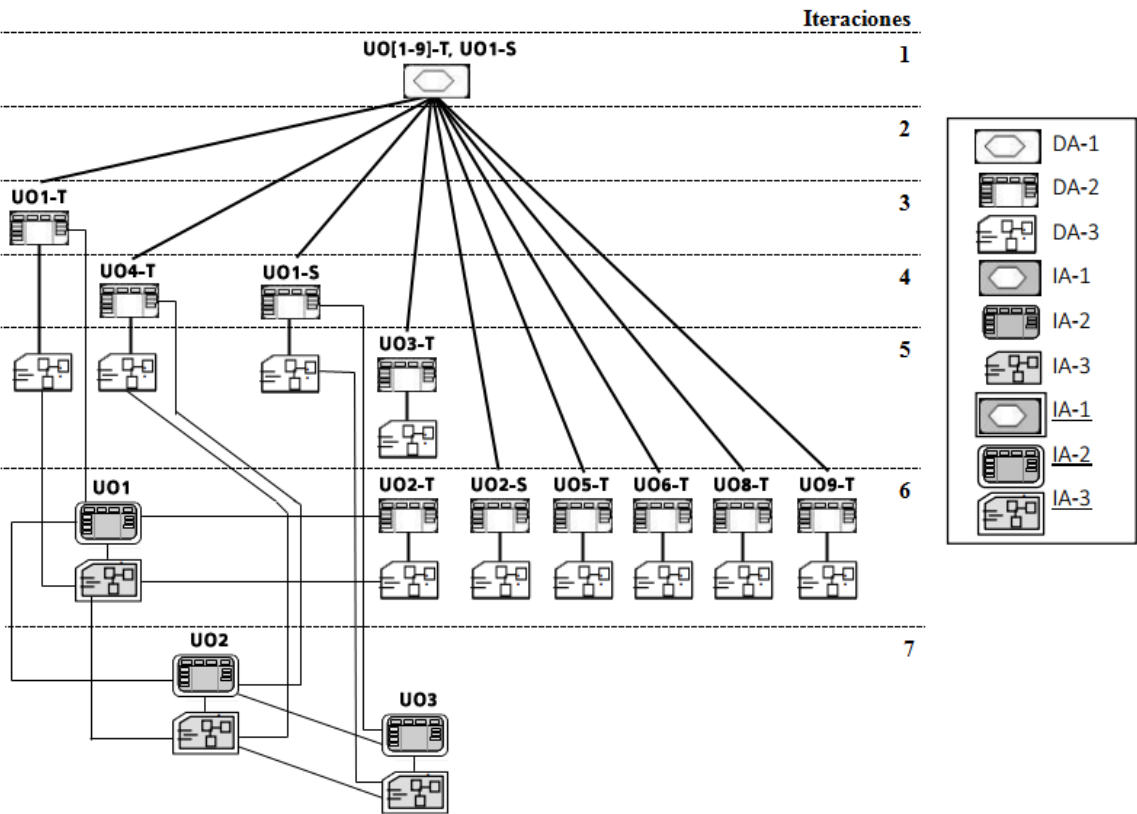 Iteraciones
UO[1-9]-T, UO1-S
1
2
UO1-T
3
UO4-T
UO1-S
4
UO3-T
5
UO1
UO2-T
UO2-S
UO5-T
UO6-T
UO8-T
UO9-T
6
UO2
7
UO3
DA-1
DA-2
DA-3
IA-1
IA-2
IA-3
IA-1
IA-2
IA-3